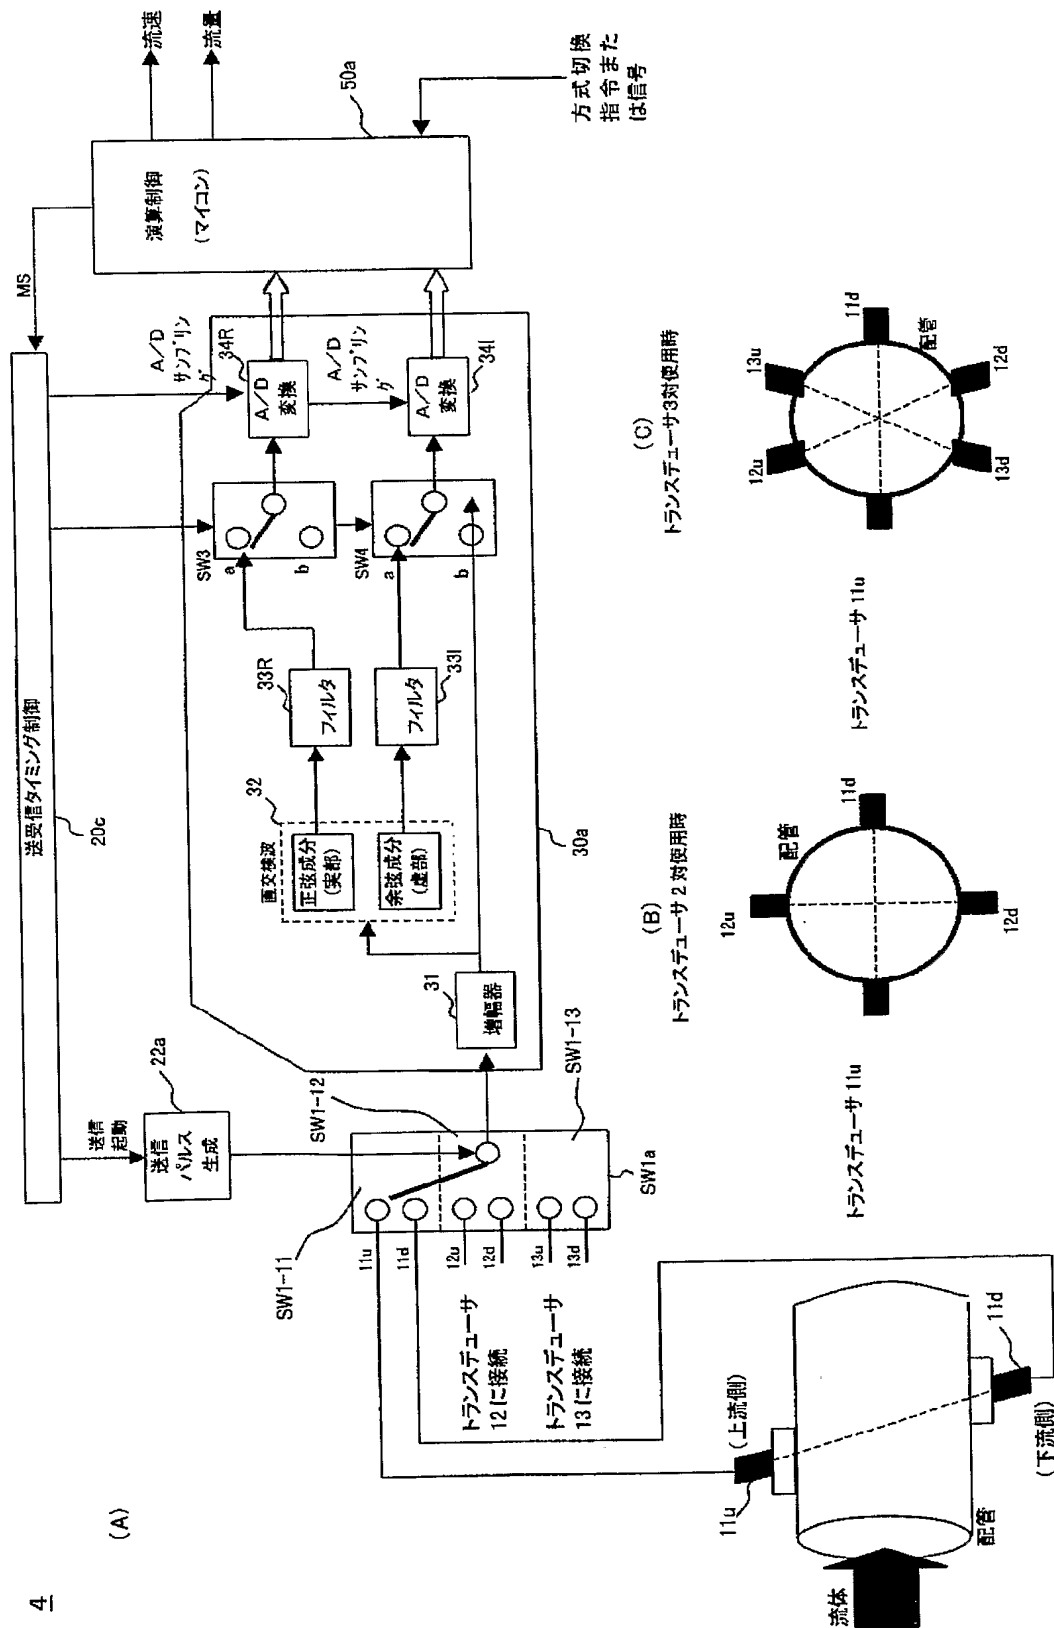 4
(A)
送受信タイミング制御
20c
MS
演算制御
(マイコン)
50a
流速
流量
方式切換
指令また
は信号
送信
起動
22a
送信
パルス
生成
SW1-11
SW1-12
SW1-13
SW1a
11u
11d
12u
12d
13u
13d
トランスデューサ
12に接続
トランスデューサ
13に接続
31
増幅器
30a
32
直交検波
正弦成分
(実部)
余弦成分
(虚部)
33R
フィルタ
33I
フィルタ
SW3
a
b
SW4
a
b
A/D
サンプリン
グ
34R
A/D
変換
A/D
サンプリン
グ
34I
A/D
変換
流体
配管
11u
(上流側)
11d
(下流側)
(B)
トランスデューサ2対使用時
トランスデューサ11u
12u
配管
11d
12d
(C)
トランスデューサ3対使用時
トランスデューサ11u
12u
13u
11d
配管
12d
13d